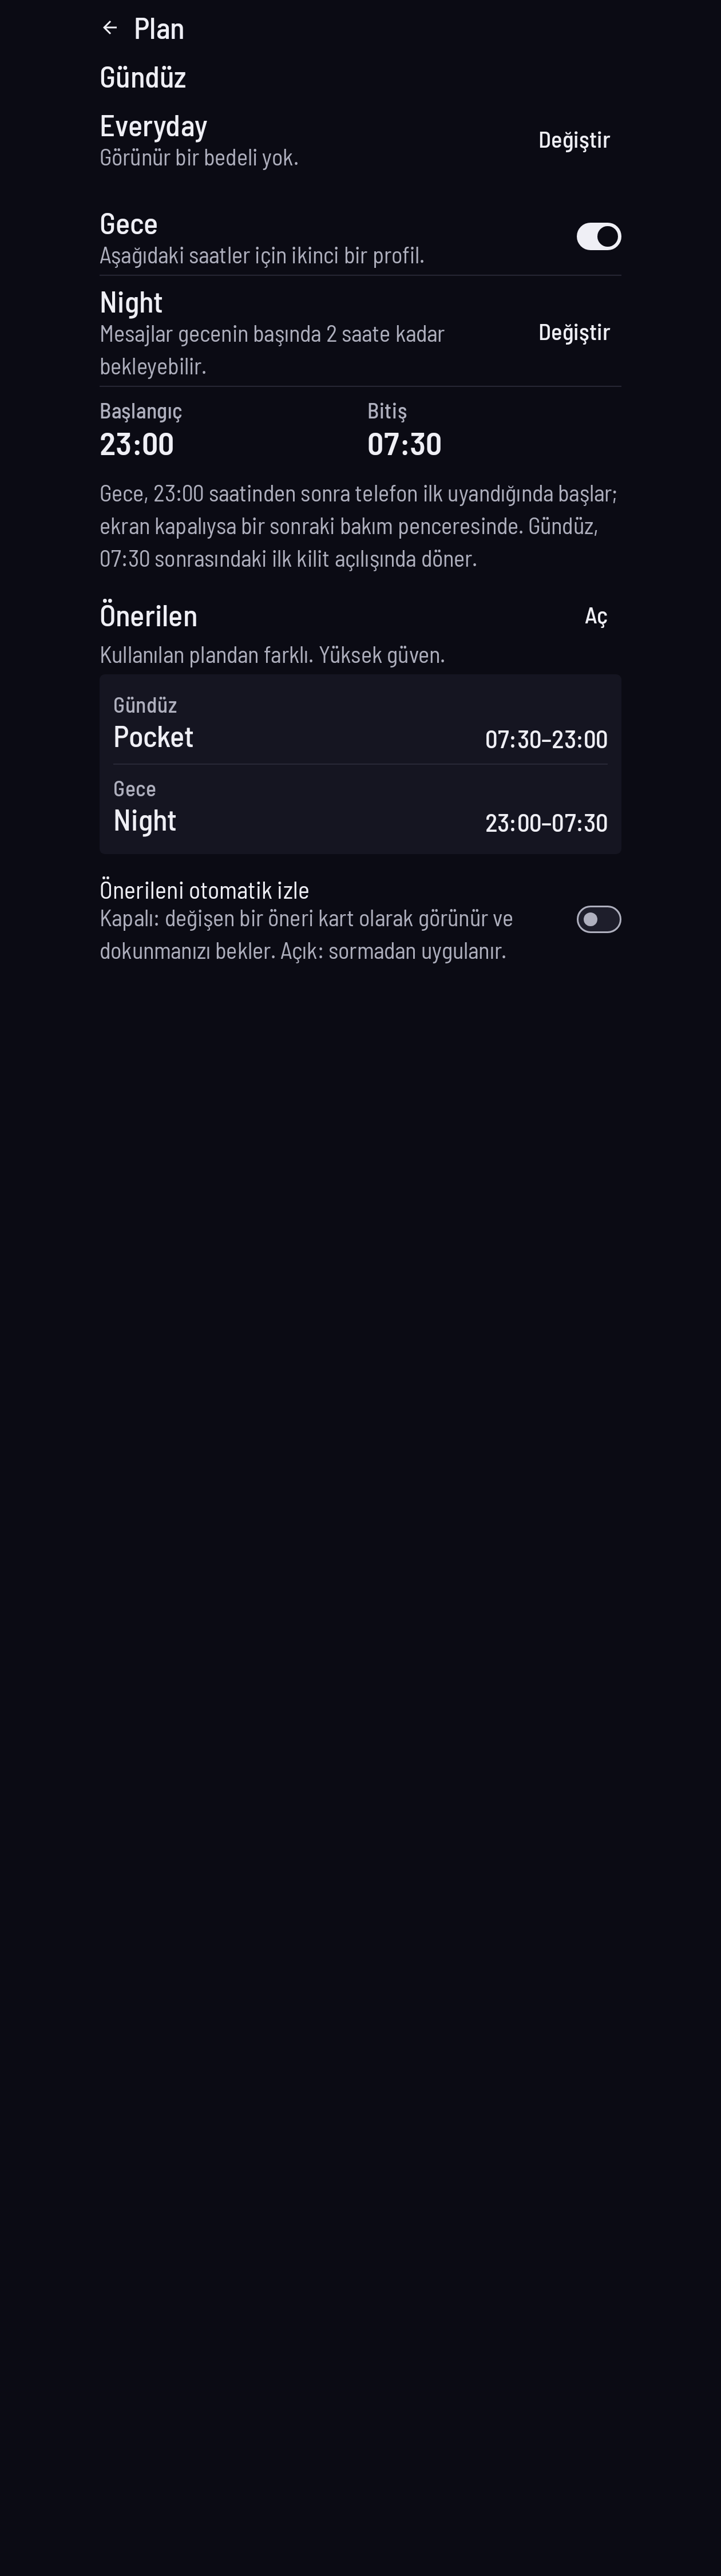 Plan
Gündüz
Everyday
Görünür bir bedeli yok.
Değiştir
Gece
Aşağıdaki saatler için ikinci bir profil.
Night
Mesajlar gecenin başında 2 saate kadar
bekleyebilir.
Değiştir
Başlangıç
23:00
Bitiş
07:30
Gece, 23:00 saatinden sonra telefon ilk uyandığında başlar;
ekran kapalıysa bir sonraki bakım penceresinde. Gündüz,
07:30 sonrasındaki ilk kilit açılışında döner.
Önerilen
Aç
Kullanılan plandan farklı. Yüksek güven.
Gündüz
Pocket
07:30–23:00
Gece
Night
23:00–07:30
Önerileni otomatik izle
Kapalı: değişen bir öneri kart olarak görünür ve
dokunmanızı bekler. Açık: sormadan uygulanır.